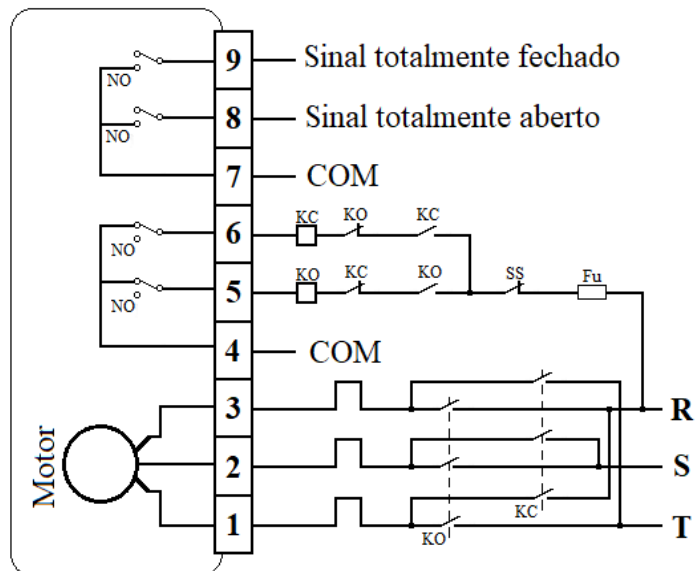 9 Sinal totalmente fechado
NO
8 Sinal totalmente aberto
NO
7 COM
6 KC KO KC
NO
5 KO KC KO SS Fu
NO
4 COM
3 R
2 S
1 T
KC
KO
Motor